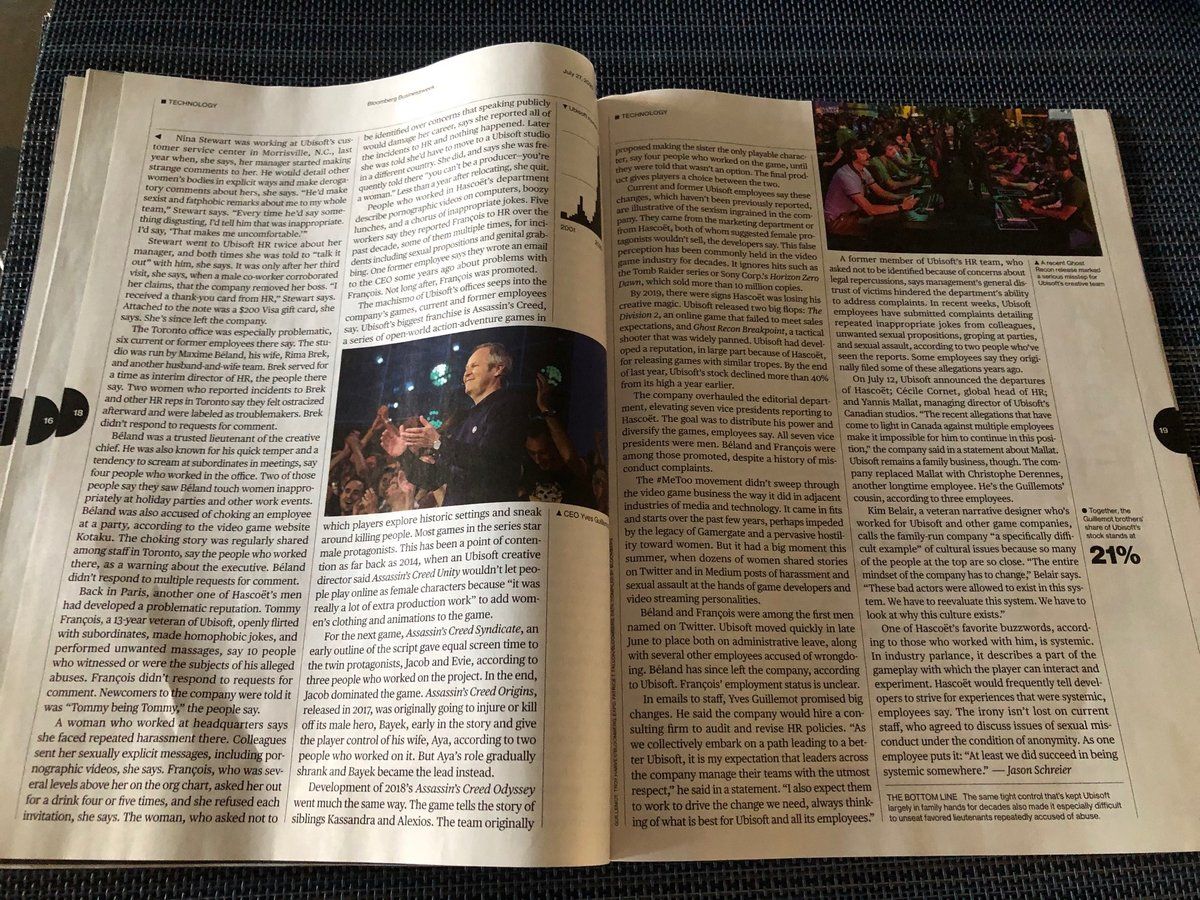 ■ TECHNOLOGY
Bloomberg Businessweek
July 27,
◀ Nina Stewart was working at Ubisoft's cus-
tomer service center in Morrisville, N.C., last
year when, she says, her manager started making
strange comments to her. He would detail other
women's bodies in explicit ways and make deroga-
tory comments about hers, she says. “He'd make
sexist and fatphobic remarks about me to my whole
team,” Stewart says. “Every time he'd say some-
thing disgusting, I'd tell him that was inappropriate.
I'd say, ‘That makes me uncomfortable.’”
Stewart went to Ubisoft HR twice about her
manager, and both times she was told to “talk it
out” with him, she says. It was only after her third
visit, she says, when a male co-worker corroborated
her claims, that the company removed her boss. “I
received a thank-you card from HR,” Stewart says.
Attached to the note was a $200 Visa gift card, she
says. She's since left the company.
The Toronto office was especially problematic,
six current or former employees there say. The stu-
dio was run by Maxime Béland, his wife, Rima Brek,
and another husband-and-wife team. Brek served for
a time as interim director of HR, the people there
say. Two women who reported incidents to Brek
and other HR reps in Toronto say they felt ostracized
afterward and were labeled as troublemakers. Brek
didn't respond to requests for comment.
Béland was a trusted lieutenant of the creative
chief. He was also known for his quick temper and a
tendency to scream at subordinates in meetings, say
four people who worked in the office. Two of those
people say they saw Béland touch women inappro-
priately at holiday parties and other work events.
Béland was also accused of choking an employee
at a party, according to the video game website
Kotaku. The choking story was regularly shared
among staff in Toronto, say the people who worked
there, as a warning about the executive. Béland
didn't respond to multiple requests for comment.
Back in Paris, another one of Hascoët's men
had developed a problematic reputation. Tommy
François, a 13-year veteran of Ubisoft, openly flirted
with subordinates, made homophobic jokes, and
performed unwanted massages, say 10 people
who witnessed or were the subjects of his alleged
abuses. François didn't respond to requests for
comment. Newcomers to the company were told it
was “Tommy being Tommy,” the people say.
A woman who worked at headquarters says
she faced repeated harassment there. Colleagues
sent her sexually explicit messages, including por-
nographic videos, she says. François, who was sev-
eral levels above her on the org chart, asked her out
for a drink four or five times, and she refused each
invitation, she says. The woman, who asked not to
be identified over concerns that speaking publicly
would damage her career, says she reported all of
the incidents to HR and nothing happened. Later
she was told she'd have to move to a Ubisoft studio
in a different country. She did, and says she was fre-
quently told there “you can't be a producer—you're
a woman.” Less than a year after relocating, she quit.
People who worked in Hascoët's department
describe pornographic videos on computers, boozy
lunches, and a chorus of inappropriate jokes. Five
workers say they reported François to HR over the
past decade, some of them multiple times, for inci-
dents including sexual propositions and genital grab-
bing. One former employee says they wrote an email
to the CEO some years ago about problems with
François. Not long after, François was promoted.
The machismo of Ubisoft's offices seeps into the
company's games, current and former employees
say. Ubisoft's biggest franchise is Assassin's Creed,
a series of open-world action-adventure games in
which players explore historic settings and sneak
around killing people. Most games in the series star
male protagonists. This has been a point of conten-
tion as far back as 2014, when an Ubisoft creative
director said Assassin's Creed Unity wouldn't let peo-
ple play online as female characters because “it was
really a lot of extra production work” to add wom-
en's clothing and animations to the game.
For the next game, Assassin's Creed Syndicate, an
early outline of the script gave equal screen time to
the twin protagonists, Jacob and Evie, according to
three people who worked on the project. In the end,
Jacob dominated the game. Assassin's Creed Origins,
released in 2017, was originally going to injure or kill
off its male hero, Bayek, early in the story and give
the player control of his wife, Aya, according to two
people who worked on it. But Aya's role gradually
shrank and Bayek became the lead instead.
Development of 2018's Assassin's Creed Odyssey
went much the same way. The game tells the story of
siblings Kassandra and Alexios. The team originally
▼ Ubisoft
2001
▲ CEO Yves
16
18
■ TECHNOLOGY
proposed making the sister the only playable charac-
ter, say four people who worked on the game, until
they were told that wasn't an option. The final prod-
uct gives players a choice between the two.
Current and former Ubisoft employees say these
changes, which haven't been previously reported,
are illustrative of the sexism ingrained in the com-
pany. They came from the marketing department or
from Hascoët, both of whom suggested female pro-
tagonists wouldn't sell, the developers say. This false
perception has been commonly held in the video
game industry for decades. It ignores hits such as
the Tomb Raider series or Sony Corp.'s Horizon Zero
Dawn, which sold more than 10 million copies.
By 2019, there were signs Hascoët was losing his
creative magic. Ubisoft released two big flops: The
Division 2, an online game that failed to meet sales
expectations, and Ghost Recon Breakpoint, a tactical
shooter that was widely panned. Ubisoft had devel-
oped a reputation, in large part because of Hascoët,
for releasing games with similar tropes. By the end
of last year, Ubisoft's stock declined more than 40%
from its high a year earlier.
The company overhauled the editorial depart-
ment, elevating seven vice presidents reporting to
Hascoët. The goal was to distribute his power and
diversify the games, employees say. All seven vice
presidents were men. Béland and François were
among those promoted, despite a history of mis-
conduct complaints.
The #MeToo movement didn't sweep through
the video game business the way it did in adjacent
industries of media and technology. It came in fits
and starts over the past few years, perhaps impeded
by the legacy of Gamergate and a pervasive hostil-
ity toward women. But it had a big moment this
summer, when dozens of women shared stories
on Twitter and in Medium posts of harassment and
sexual assault at the hands of game developers and
video streaming personalities.
Béland and François were among the first men
named on Twitter. Ubisoft moved quickly in late
June to place both on administrative leave, along
with several other employees accused of wrongdo-
ing. Béland has since left the company, according
to Ubisoft. François' employment status is unclear.
In emails to staff, Yves Guillemot promised big
changes. He said the company would hire a con-
sulting firm to audit and revise HR policies. “As
we collectively embark on a path leading to a bet-
ter Ubisoft, it is my expectation that leaders across
the company manage their teams with the utmost
respect,” he said in a statement. “I also expect them
to work to drive the change we need, always think-
ing of what is best for Ubisoft and all its employees.”
A former member of Ubisoft's HR team, who
asked not to be identified because of concerns about
legal repercussions, says management's general dis-
trust of victims hindered the department's ability
to address complaints. In recent weeks, Ubisoft
employees have submitted complaints detailing
repeated inappropriate jokes from colleagues,
unwanted sexual propositions, groping at parties,
and sexual assault, according to two people who've
seen the reports. Some employees say they origi-
nally filed some of these allegations years ago.
On July 12, Ubisoft announced the departures
of Hascoët; Cécile Cornet, global head of HR;
and Yannis Mallat, managing director of Ubisoft's
Canadian studios. “The recent allegations that have
come to light in Canada against multiple employees
make it impossible for him to continue in this posi-
tion,” the company said in a statement about Mallat.
Ubisoft remains a family business, though. The com-
pany replaced Mallat with Christophe Derennes,
another longtime employee. He's the Guillemots'
cousin, according to three employees.
Kim Belair, a veteran narrative designer who's
worked for Ubisoft and other game companies,
calls the family-run company “a specifically diffi-
cult example” of cultural issues because so many
of the people at the top are so close. “The entire
mindset of the company has to change,” Belair says.
“These bad actors were allowed to exist in this sys-
tem. We have to reevaluate this system. We have to
look at why this culture exists.”
One of Hascoët's favorite buzzwords, accord-
ing to those who worked with him, is systemic.
In industry parlance, it describes a part of the
gameplay with which the player can interact and
experiment. Hascoët would frequently tell devel-
opers to strive for experiences that were systemic,
employees say. The irony isn't lost on current
staff, who agreed to discuss issues of sexual mis-
conduct under the condition of anonymity. As one
employee puts it: “At least we did succeed in being
systemic somewhere.” — Jason Schreier
THE BOTTOM LINE The same tight control that's kept Ubisoft
largely in family hands for decades also made it especially difficult
to unseat favored lieutenants repeatedly accused of abuse.
▲ A recent Ghost
Recon release marked
a serious misstep for
Ubisoft's creative team
● Together, the
Guillemot brothers'
share of Ubisoft's
stock stands at
21%
19